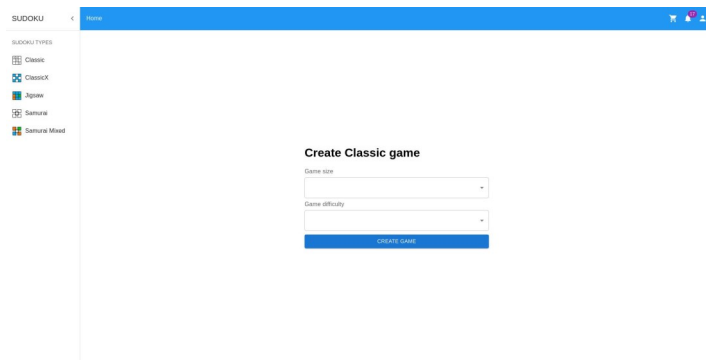 SUDOKU
Home
17
SUDOKU TYPES
Classic
ClassicX
Jigsaw
Samurai
Samurai Mixed
Create Classic game
Game size
Game difficulty
CREATE GAME